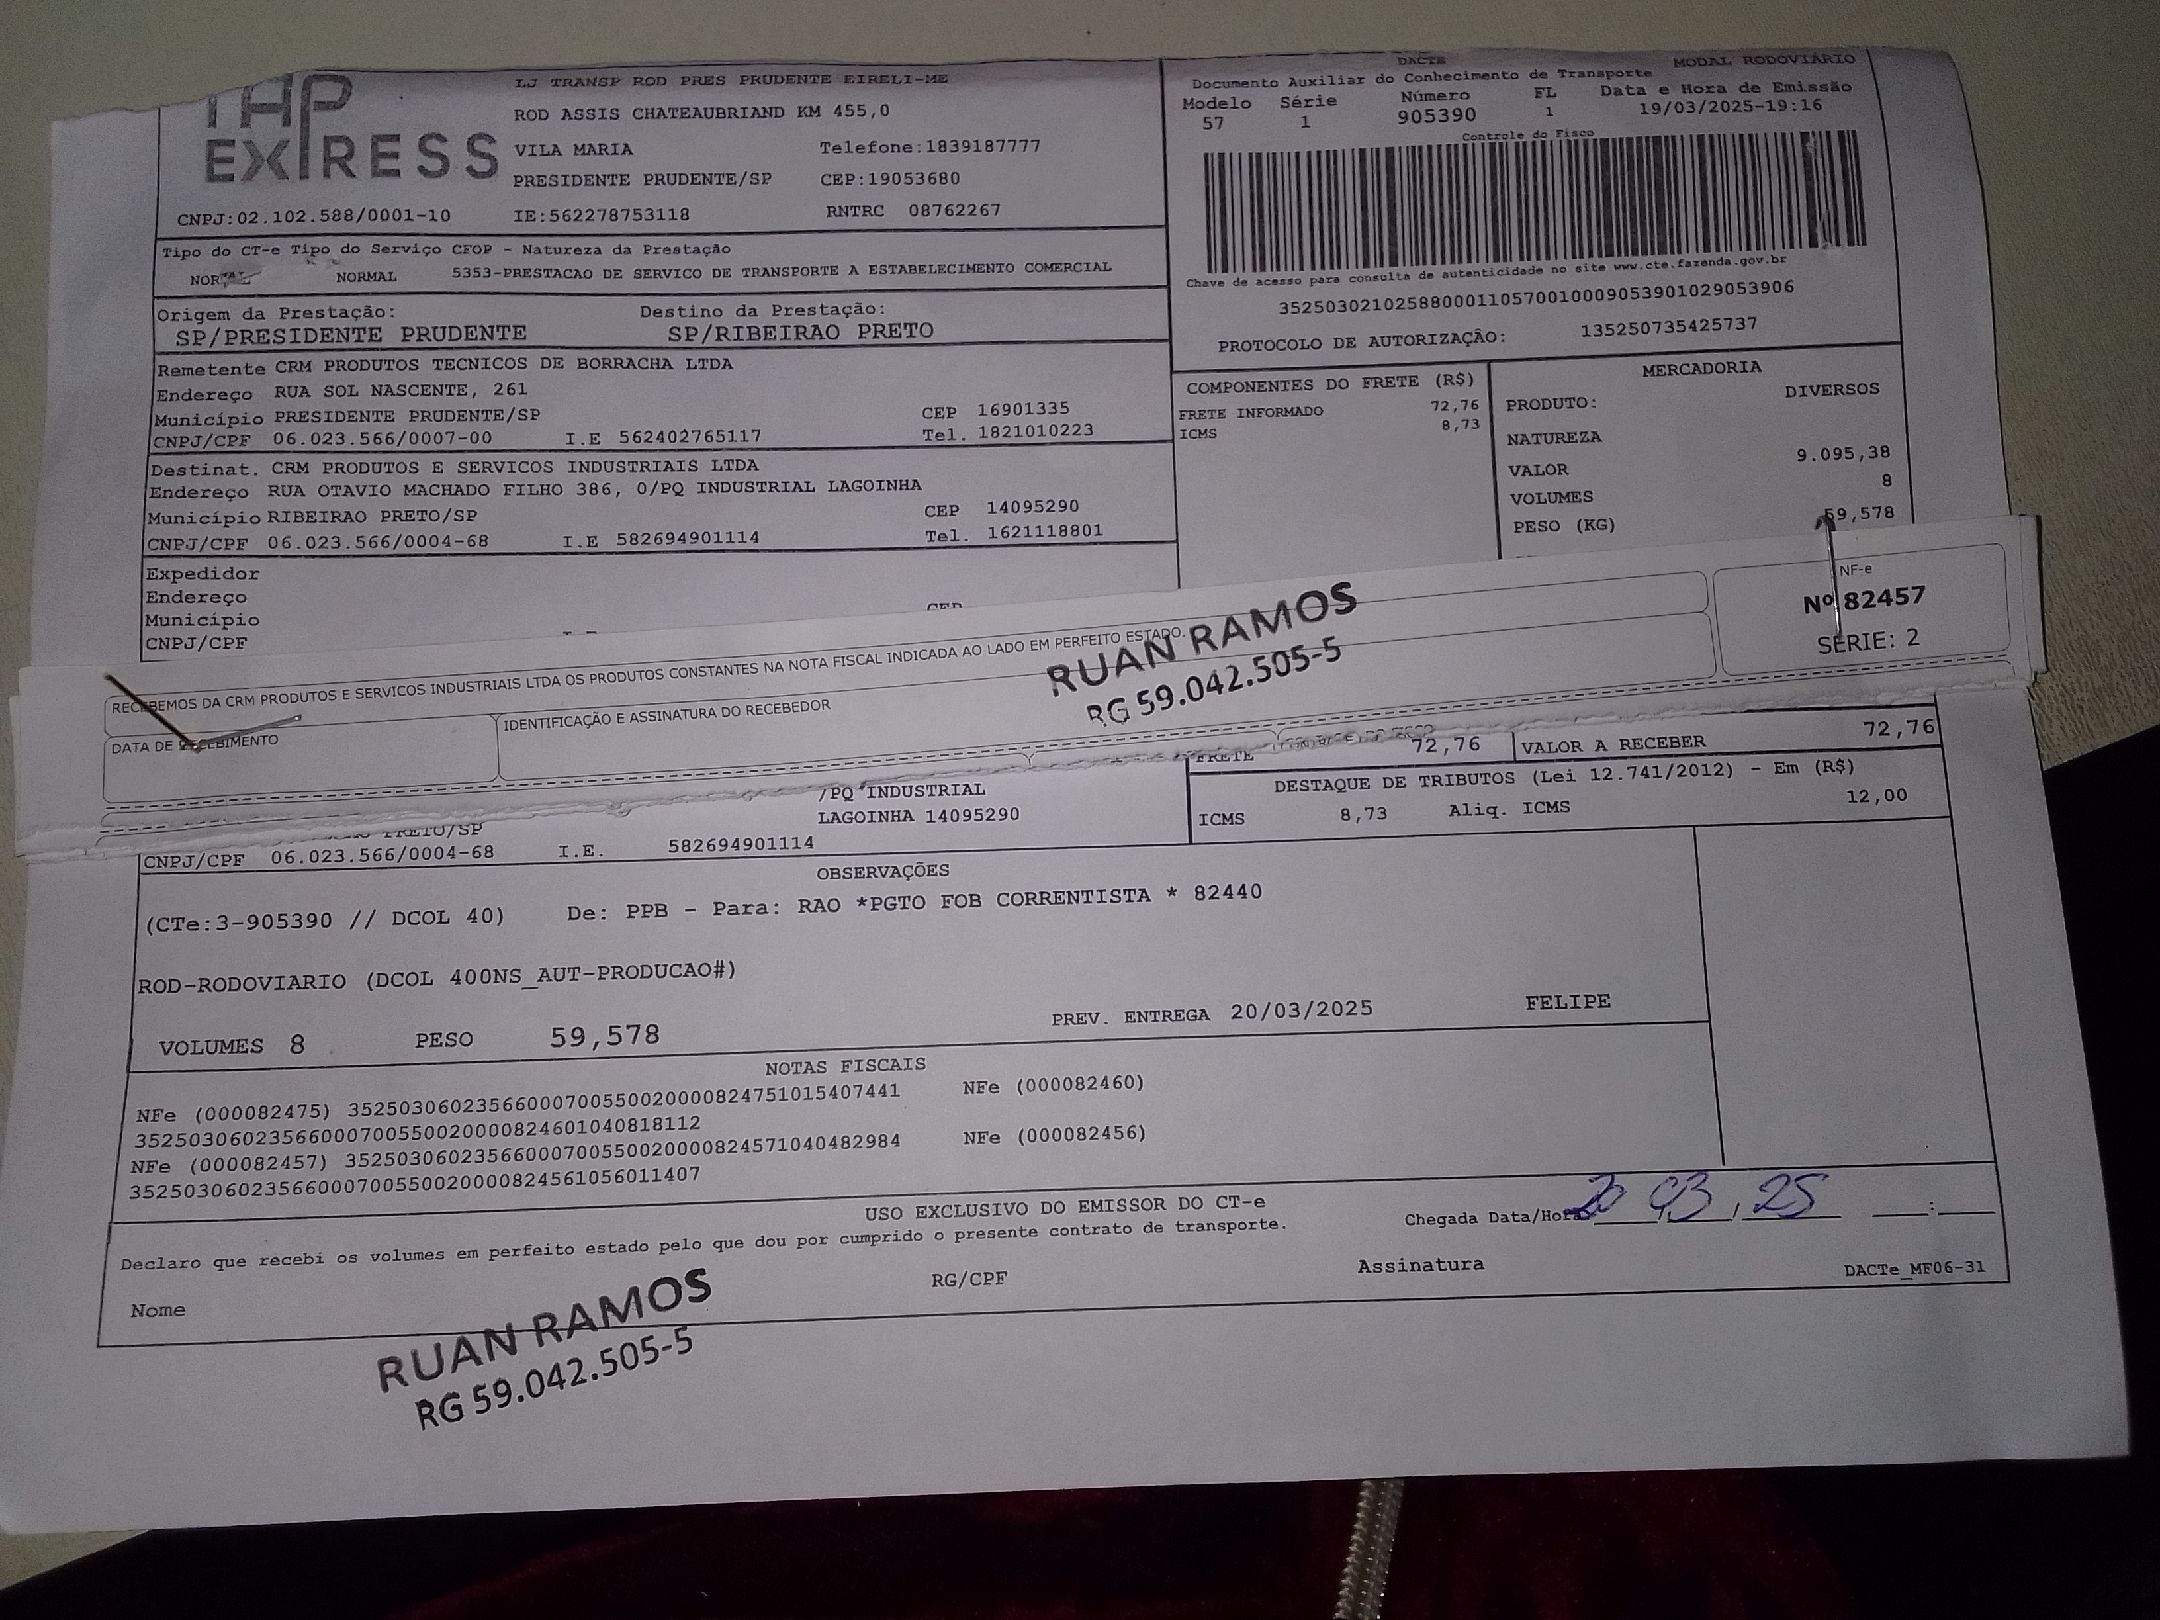 EXPRESS
LJ TRANSP ROD PRES PRUDENTE EIRELI-ME
ROD ASSIS CHATEAUBRIAND KM 455,0
VILA MARIA Telefone:1839187777
PRESIDENTE PRUDENTE/SP CEP:19053680
CNPJ:02.102.588/0001-10 IE:562278753118 RNTRC 08762267
DACTE MODAL RODOVIÁRIO
Documento Auxiliar do Conhecimento de Transporte
Modelo Série Número FL Data e Hora de Emissão
57 1 905390 1 19/03/2025-19:16
Controle do Fisco
Chave de acesso para consulta de autenticidade no site www.cte.fazenda.gov.br
35250302102588000110570010009053901029053906
PROTOCOLO DE AUTORIZAÇÃO: 135250735425737
Tipo do CT-e Tipo do Serviço CFOP - Natureza da Prestação
NORMAL NORMAL 5353-PRESTACAO DE SERVICO DE TRANSPORTE A ESTABELECIMENTO COMERCIAL
Origem da Prestação: Destino da Prestação:
SP/PRESIDENTE PRUDENTE SP/RIBEIRAO PRETO
Remetente CRM PRODUTOS TECNICOS DE BORRACHA LTDA
Endereço RUA SOL NASCENTE, 261
Município PRESIDENTE PRUDENTE/SP CEP 16901335
CNPJ/CPF 06.023.566/0007-00 I.E 562402765117 Tel. 1821010223
Destinat. CRM PRODUTOS E SERVICOS INDUSTRIAIS LTDA
Endereço RUA OTAVIO MACHADO FILHO 386, 0/PQ INDUSTRIAL LAGOINHA
Município RIBEIRAO PRETO/SP CEP 14095290
CNPJ/CPF 06.023.566/0004-68 I.E 582694901114 Tel. 1621118801
Expedidor
Endereço
Município
CNPJ/CPF
COMPONENTES DO FRETE (R$)
FRETE INFORMADO 72,76
ICMS 8,73
MERCADORIA
PRODUTO: DIVERSOS
NATUREZA
VALOR 9.095,38
VOLUMES 8
PESO (KG) 59,578
RECEBEMOS DA CRM PRODUTOS E SERVICOS INDUSTRIAIS LTDA OS PRODUTOS CONSTANTES NA NOTA FISCAL INDICADA AO LADO EM PERFEITO ESTADO.
DATA DE RECEBIMENTO IDENTIFICAÇÃO E ASSINATURA DO RECEBEDOR
RUAN RAMOS
RG 59.042.505-5
NF-e
Nº 82457
SÉRIE: 2
FRETE 72,76 VALOR A RECEBER 72,76
DESTAQUE DE TRIBUTOS (Lei 12.741/2012) - Em (R$)
ICMS 8,73 Aliq. ICMS 12,00
/PQ INDUSTRIAL
LAGOINHA 14095290
CNPJ/CPF 06.023.566/0004-68 I.E. 582694901114
OBSERVAÇÕES
(CTe:3-905390 // DCOL 40) De: PPB - Para: RAO *PGTO FOB CORRENTISTA * 82440
ROD-RODOVIARIO (DCOL 400NS_AUT-PRODUCAO#)
VOLUMES 8 PESO 59,578 PREV. ENTREGA 20/03/2025 FELIPE
NOTAS FISCAIS
NFe (000082475) 35250306023566000700550020000824751015407441 NFe (000082460)
35250306023566000700550020000824601040818112
NFe (000082457) 35250306023566000700550020000824571040482984 NFe (000082456)
35250306023566000700550020000824561056011407
USO EXCLUSIVO DO EMISSOR DO CT-e
Declaro que recebi os volumes em perfeito estado pelo que dou por cumprido o presente contrato de transporte.
Chegada Data/Hora 20/03/25 :
Nome RG/CPF Assinatura DACTe_MF06-31
RUAN RAMOS
RG 59.042.505-5